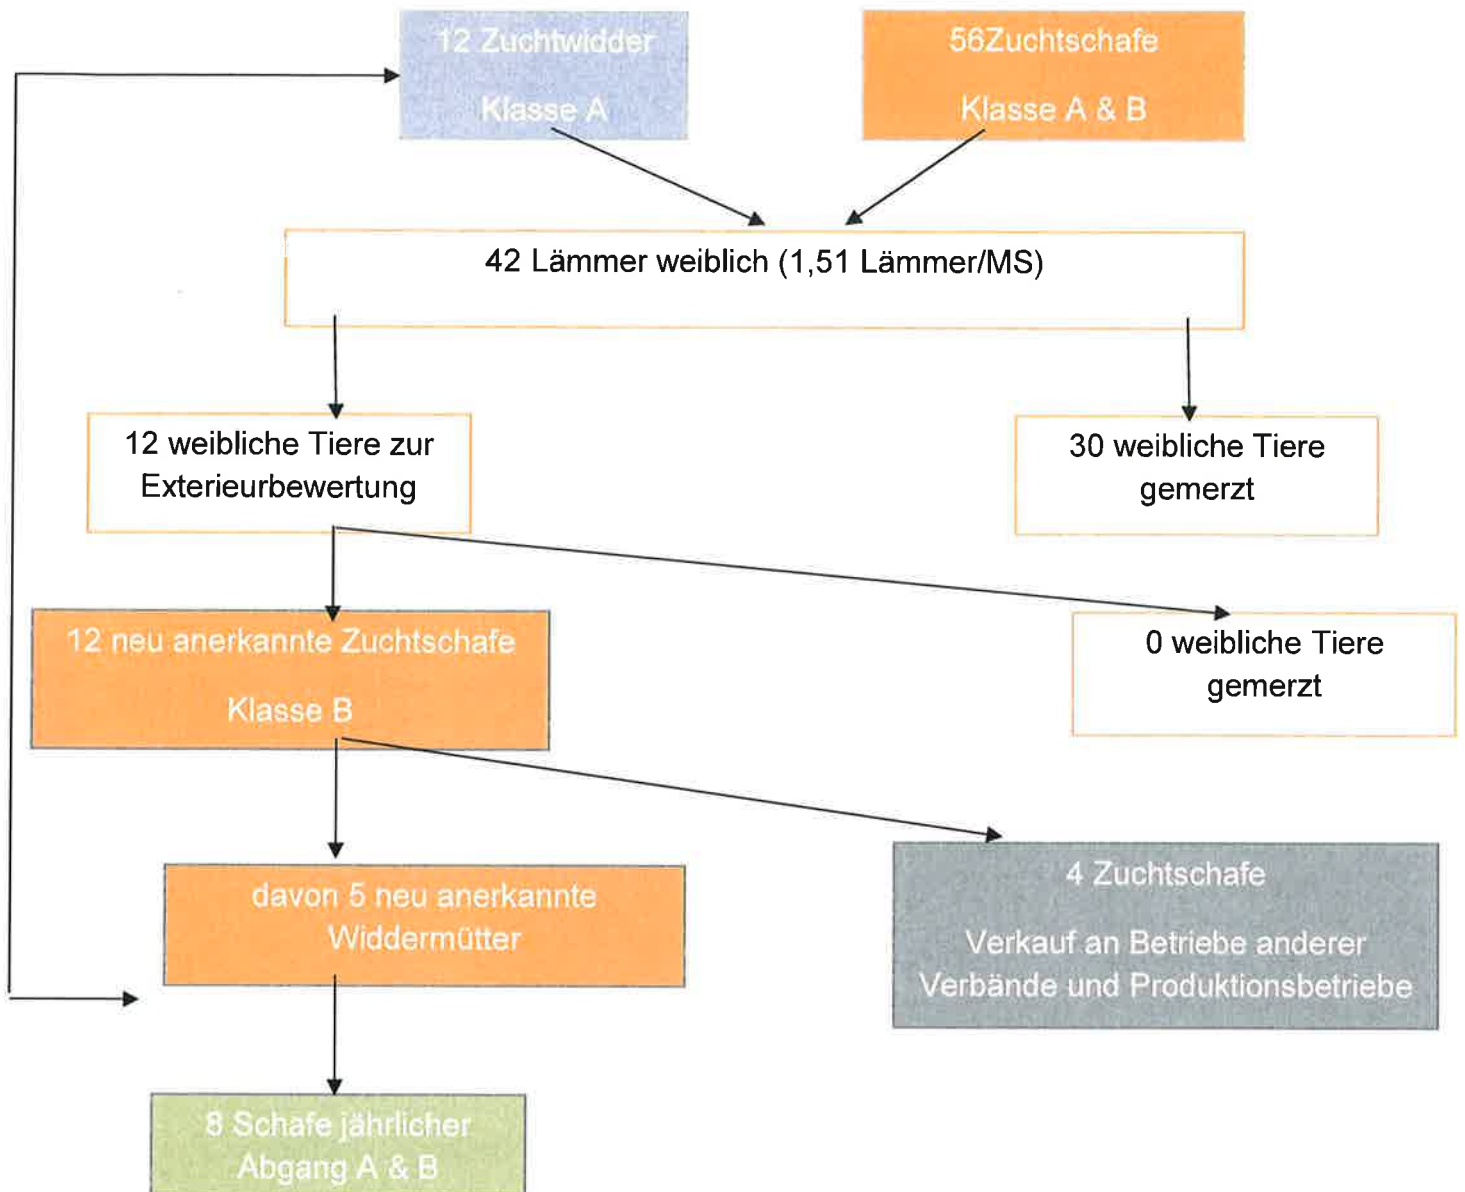 12 Zuchtwidder
Klasse A
56Zuchtschafe
Klasse A & B
42 Lämmer weiblich (1,51 Lämmer/MS)
12 weibliche Tiere zur
Exterieurbewertung
30 weibliche Tiere
gemerzt
12 neu anerkannte Zuchtschafe
Klasse B
0 weibliche Tiere
gemerzt
davon 5 neu anerkannte
Widdermütter
4 Zuchtschafe
Verkauf an Betriebe anderer
Verbände und Produktionsbetriebe
8 Schafe jährlicher
Abgang A & B